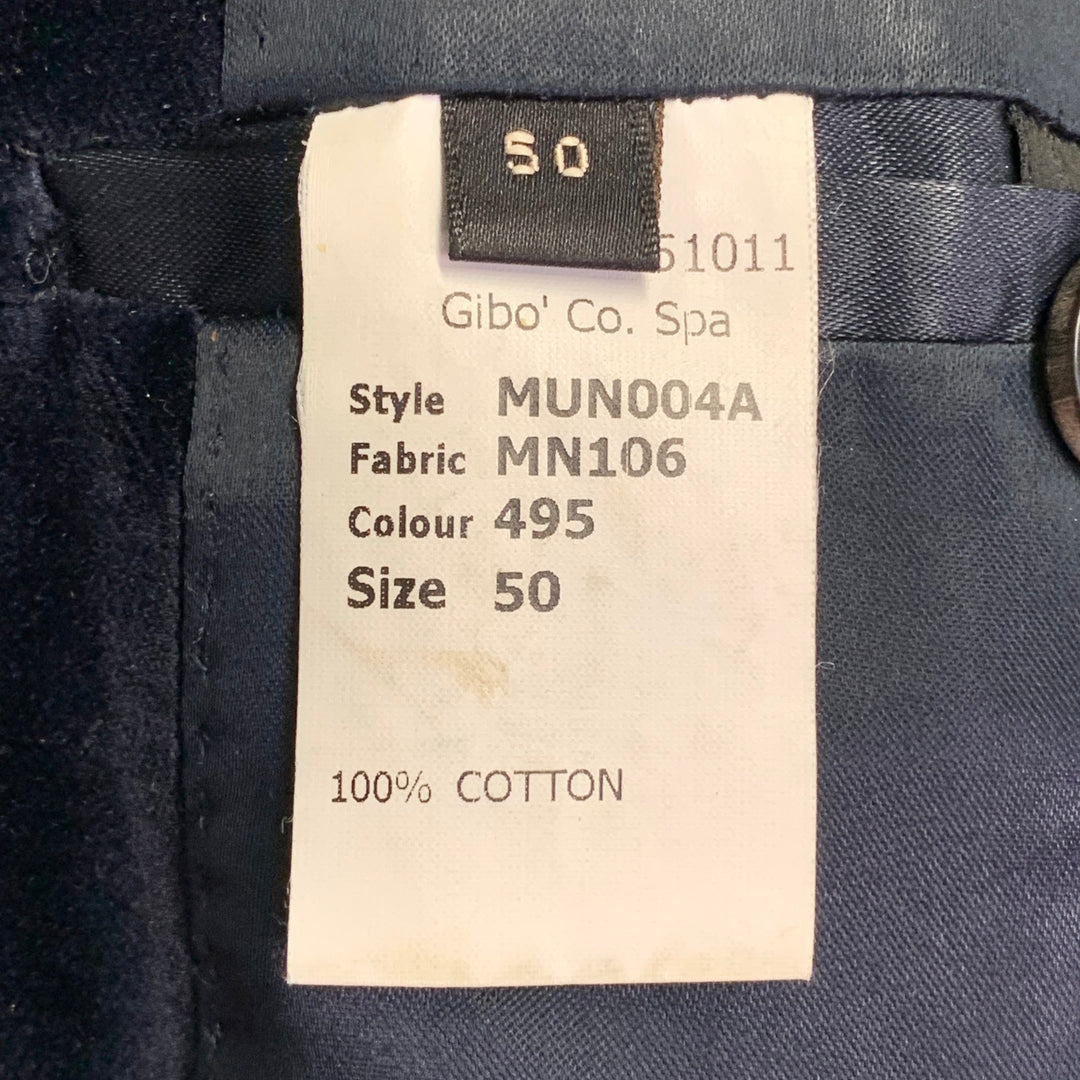 50
51011
Gibo' Co. Spa
Style MUN004A
Fabric MN106
Colour 495
Size 50
100% COTTON